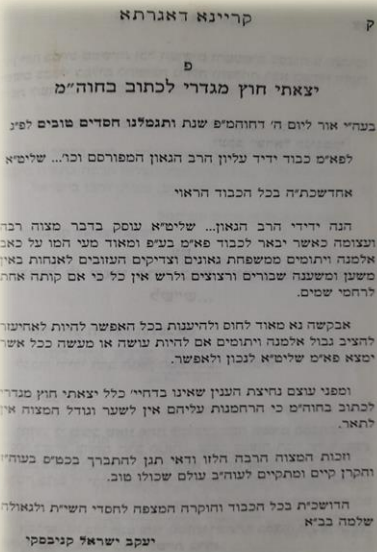 ק קריינא דאגרתא
פ
יצאתי חוץ מגדרי לכתוב בחוה"מ
בעה"י אור ליום ה' דחוהמ"פ שנת ותגמלנו חסדים טובים לפ"ג
לפא"מ כבוד ידיד עליון הרב הגאון המפורסם וכו'... שליט"א
אחדשכת"ה בכל הכבוד הראוי
הנה ידידי הרב הגאון... שליט"א עוסק בדבר מצוה רבה
ועצומה כאשר יבאר לכבוד פא"מ בע"פ ומאוד מעי המו על כאב
אלמנה ויתומים ממשפחת גאונים וצדיקים העזובים לאנחות באין
משען ומשענה שבורים ורצוצים ולרש אין כל כי אם קותה אחת
לרחמי שמים.
אבקשה נא מאוד לחוס ולהיענות בכל האפשר להיות לאחיעזר
להציב גבול אלמנה ויתומים אם להיות עושה או מעשה ככל אשר
ימצא פא"מ שליט"א לנכון ולאפשר.
ומפני עוצם נחיצת הענין שאינו בדחיי' כלל יצאתי חוץ מגדרי
לכתוב בחוה"מ כי הרחמנות עליהם אין לשער וגודל המצוה אין
לתאר.
וזכות המצוה הרבה הלזו ודאי תגן להתברך בכט"ס בעוה"ז
והקרן קיים ומתקיים לעוה"ב עולם שכולו טוב.
הדושכ"ת בכל הכבוד וחוקרה המצפה לחסדי השי"ת ולגאולה
שלמה בב"א
יעקב ישראל קניבסקי